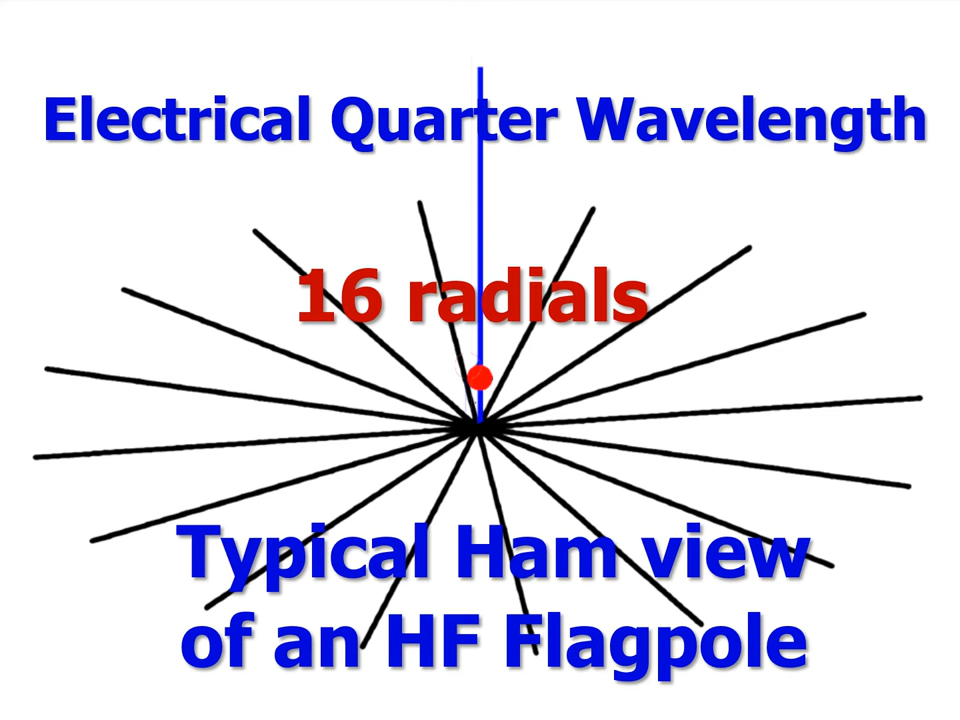 Electrical Quarter Wavelength
16 radials
Typical Ham view
of an HF Flagpole